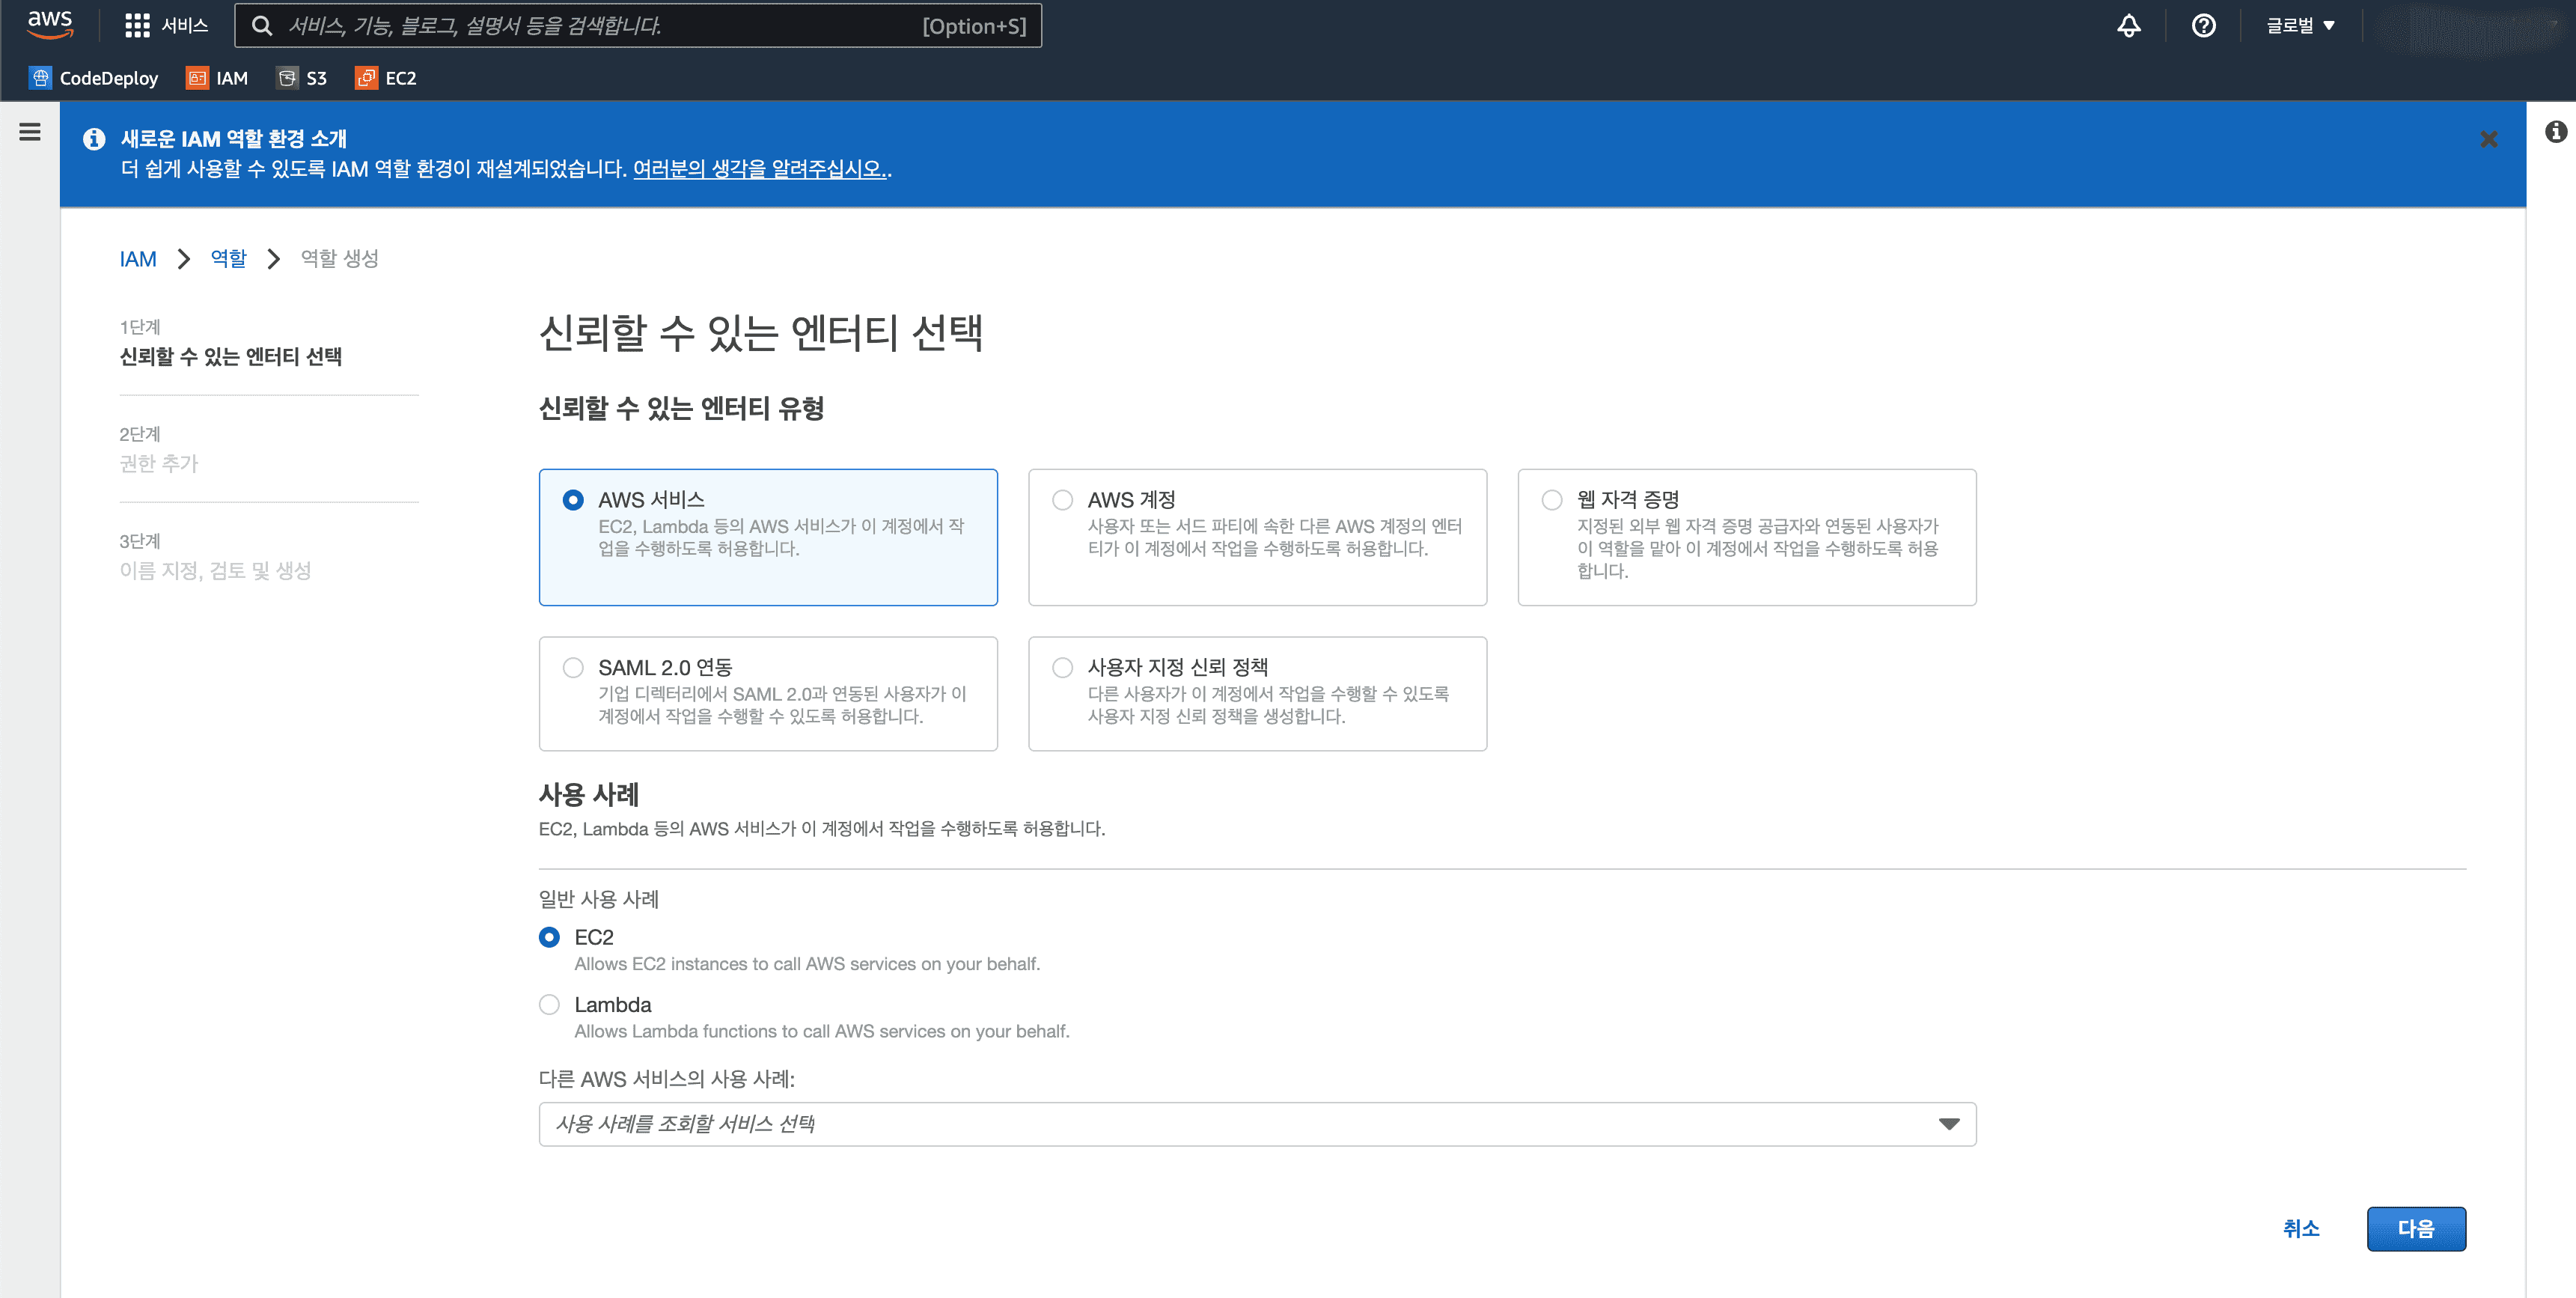 aws
서비스
서비스, 기능, 블로그, 설명서 등을 검색합니다.
[Option+S]
글로벌
CodeDeploy
IAM
S3
EC2
새로운 IAM 역할 환경 소개
더 쉽게 사용할 수 있도록 IAM 역할 환경이 재설계되었습니다. 여러분의 생각을 알려주십시오..
IAM
역할
역할 생성
1단계
신뢰할 수 있는 엔터티 선택
2단계
권한 추가
3단계
이름 지정, 검토 및 생성
신뢰할 수 있는 엔터티 선택
신뢰할 수 있는 엔터티 유형
AWS 서비스
EC2, Lambda 등의 AWS 서비스가 이 계정에서 작
업을 수행하도록 허용합니다.
AWS 계정
사용자 또는 서드 파티에 속한 다른 AWS 계정의 엔터
티가 이 계정에서 작업을 수행하도록 허용합니다.
웹 자격 증명
지정된 외부 웹 자격 증명 공급자와 연동된 사용자가
이 역할을 맡아 이 계정에서 작업을 수행하도록 허용
합니다.
SAML 2.0 연동
기업 디렉터리에서 SAML 2.0과 연동된 사용자가 이
계정에서 작업을 수행할 수 있도록 허용합니다.
사용자 지정 신뢰 정책
다른 사용자가 이 계정에서 작업을 수행할 수 있도록
사용자 지정 신뢰 정책을 생성합니다.
사용 사례
EC2, Lambda 등의 AWS 서비스가 이 계정에서 작업을 수행하도록 허용합니다.
일반 사용 사례
EC2
Allows EC2 instances to call AWS services on your behalf.
Lambda
Allows Lambda functions to call AWS services on your behalf.
다른 AWS 서비스의 사용 사례:
사용 사례를 조회할 서비스 선택
취소
다음